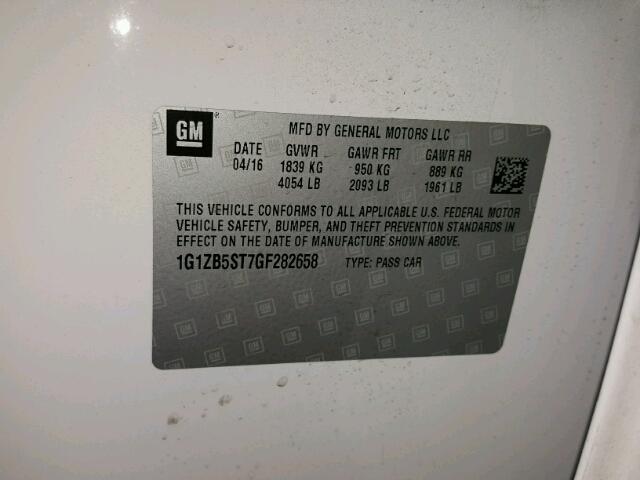 GM
MFD BY GENERAL MOTORS LLC
DATE GVWR GAWR FRT GAWR RR
04/16 1839 KG 950 KG 889 KG
4054 LB 2093 LB 1961 LB
THIS VEHICLE CONFORMS TO ALL APPLICABLE U.S. FEDERAL MOTOR
VEHICLE SAFETY, BUMPER, AND THEFT PREVENTION STANDARDS IN
EFFECT ON THE DATE OF MANUFACTURE SHOWN ABOVE.
1G1ZB5ST7GF282658 TYPE: PASS CAR